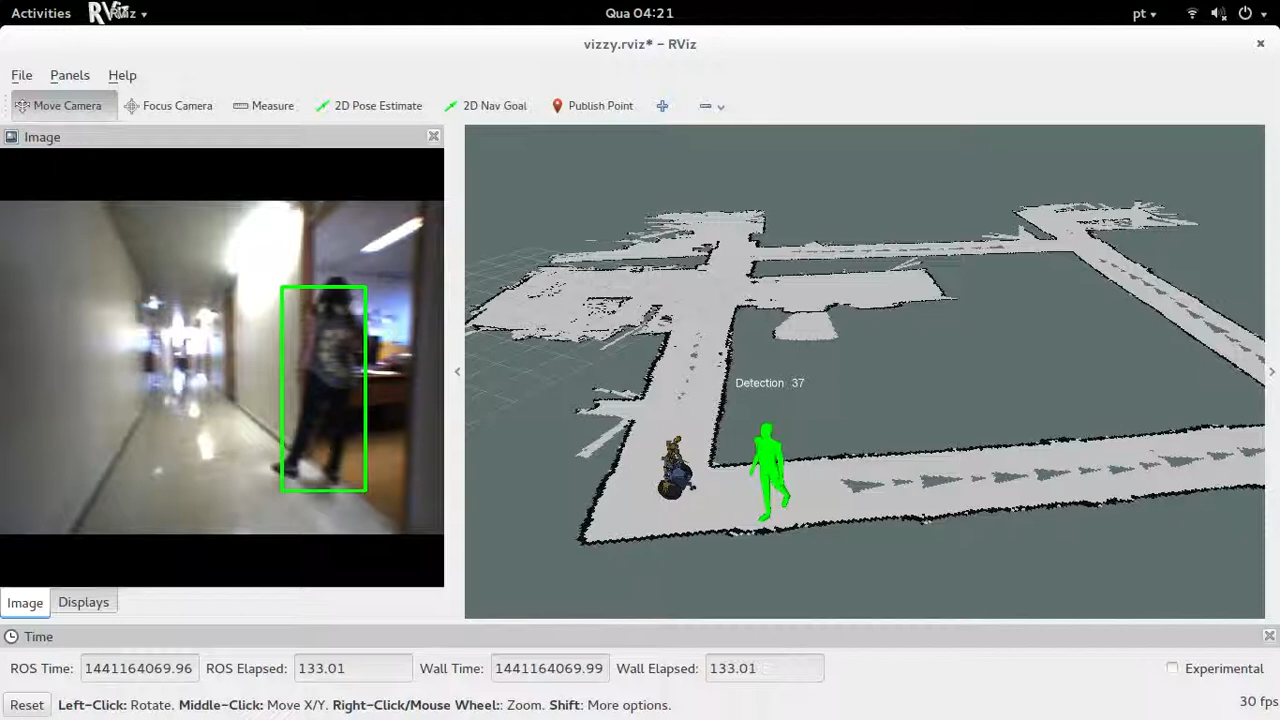 Activities RViz Qua 04:21 pt
vizzy.rviz* – RViz
File Panels Help
Move Camera Focus Camera Measure 2D Pose Estimate 2D Nav Goal Publish Point
Image
Detection 37
Image Displays
Time
ROS Time: 1441164069.96 ROS Elapsed: 133.01 Wall Time: 1441164069.99 Wall Elapsed: 133.01 Experimental
Reset Left-Click: Rotate. Middle-Click: Move X/Y. Right-Click/Mouse Wheel:: Zoom. Shift: More options. 30 fps